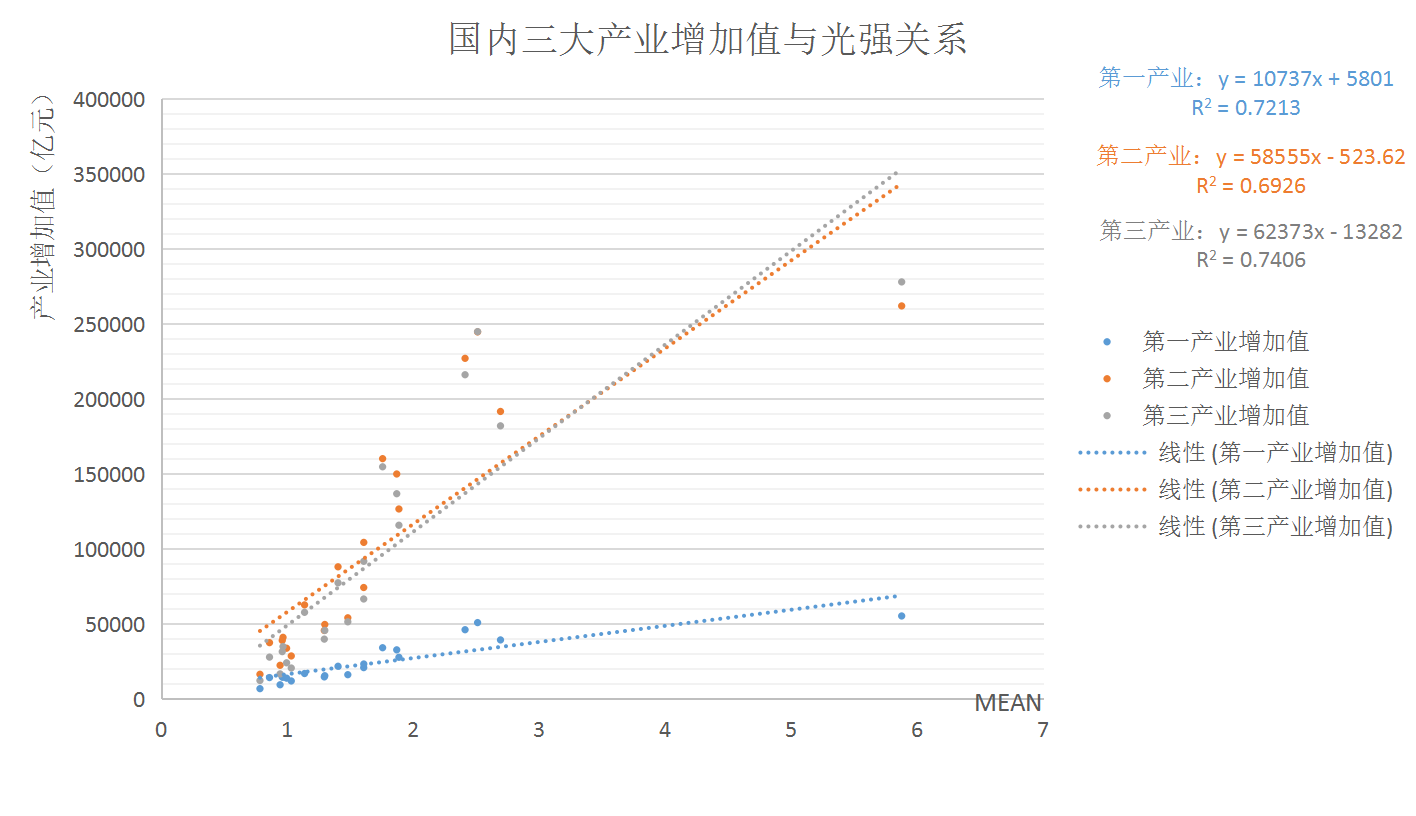 国内三大产业增加值与光强关系
第一产业：y = 10737x + 5801
R² = 0.7213
第二产业：y = 58555x - 523.62
R² = 0.6926
第三产业：y = 62373x - 13282
R² = 0.7406
产业增加值（亿元）
400000
350000
300000
250000
200000
150000
100000
50000
0
MEAN
0 1 2 3 4 5 6 7
第一产业增加值
第二产业增加值
第三产业增加值
线性 (第一产业增加值)
线性 (第二产业增加值)
线性 (第三产业增加值)